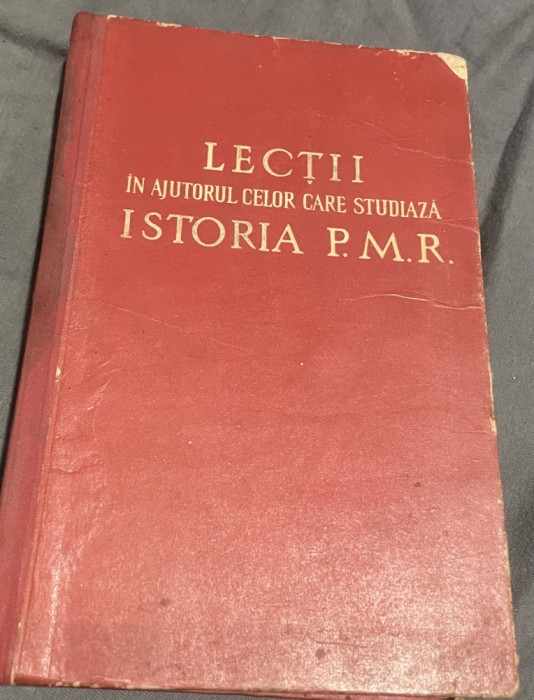 LECȚII
ÎN AJUTORUL CELOR CARE STUDIAZĂ
ISTORIA P.M.R.